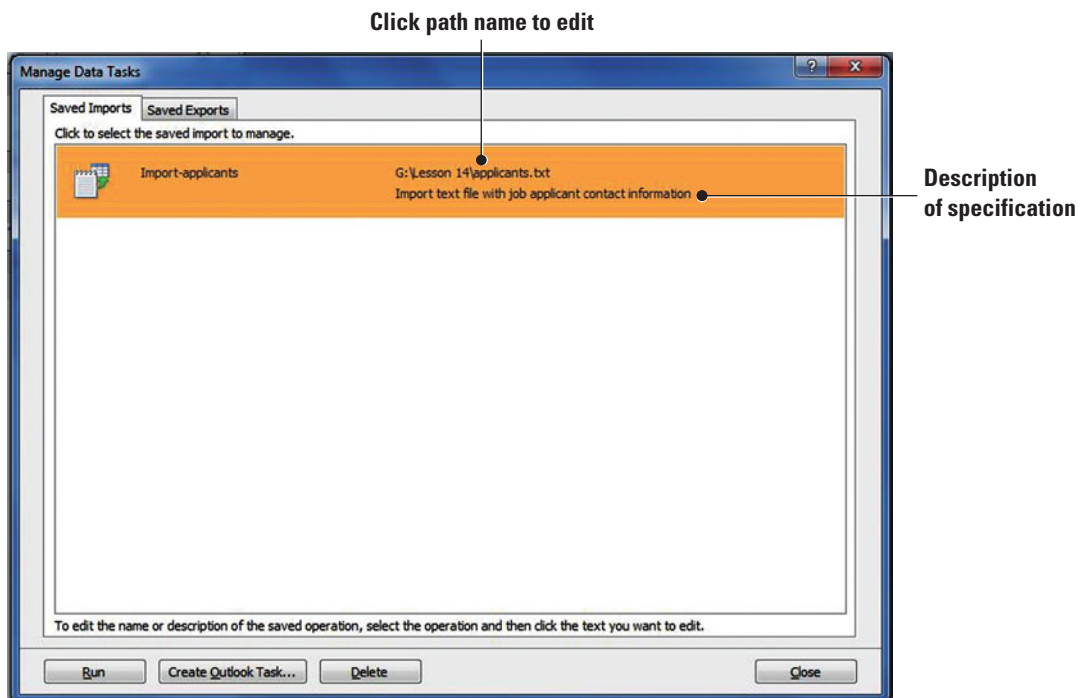 Click path name to edit
Manage Data Tasks
?
X
Saved Imports
Saved Exports
Click to select the saved import to manage.
Import-applicants
G:\Lesson 14\applicants.txt
Import text file with job applicant contact information
Description
of specification
To edit the name or description of the saved operation, select the operation and then click the text you want to edit.
Run
Create Outlook Task...
Delete
Close